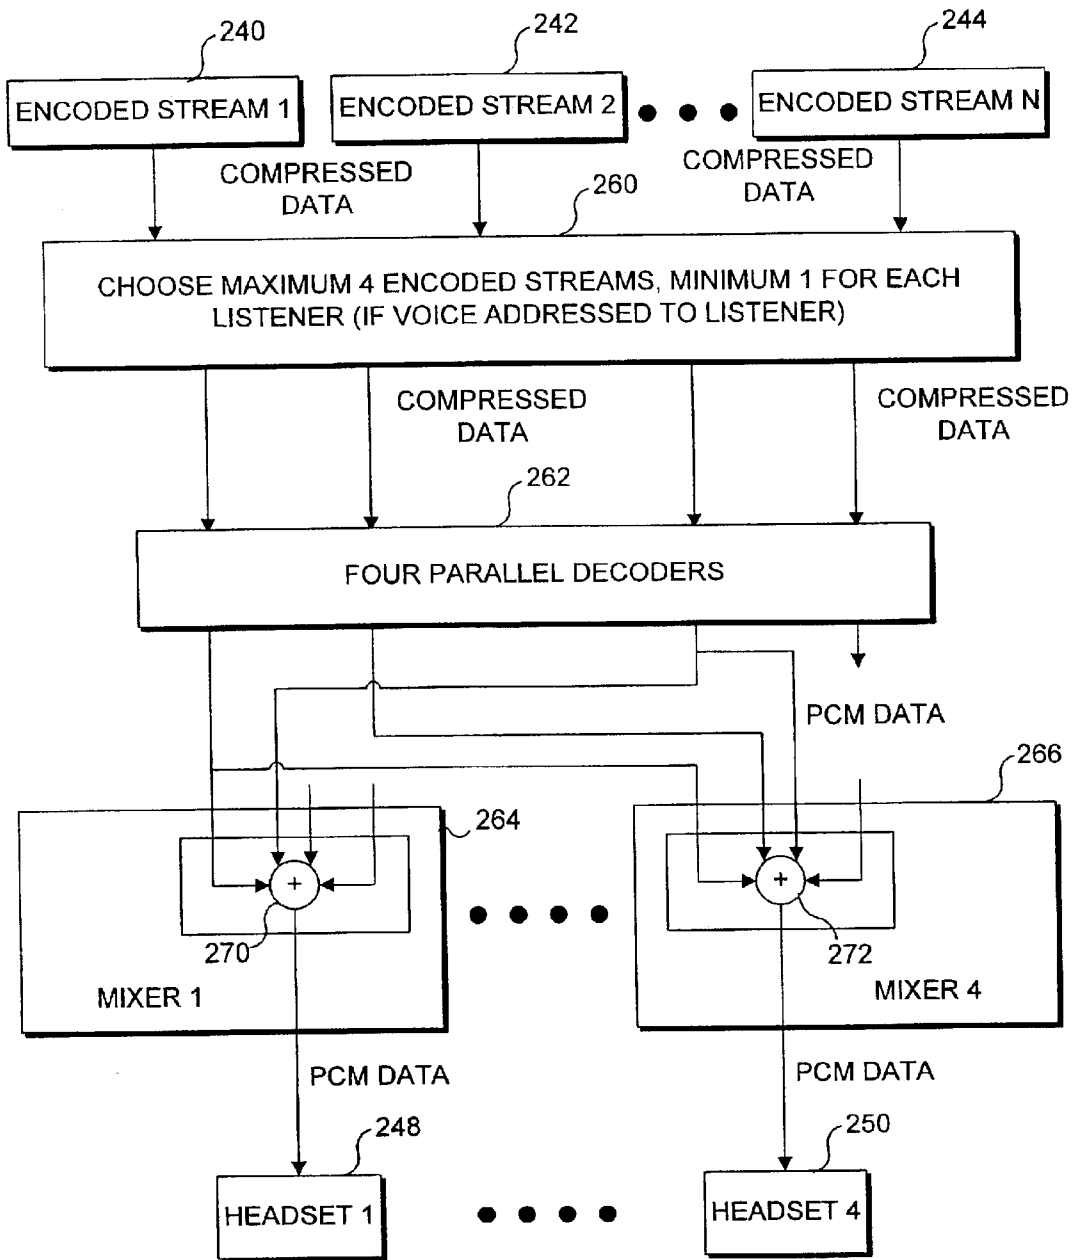 240
242
244
ENCODED STREAM 1
ENCODED STREAM 2
ENCODED STREAM N
COMPRESSED
DATA
COMPRESSED
DATA
260
CHOOSE MAXIMUM 4 ENCODED STREAMS, MINIMUM 1 FOR EACH
LISTENER (IF VOICE ADDRESSED TO LISTENER)
COMPRESSED
DATA
COMPRESSED
DATA
262
FOUR PARALLEL DECODERS
PCM DATA
266
264
+
+
270
272
MIXER 1
MIXER 4
PCM DATA
PCM DATA
248
250
HEADSET 1
HEADSET 4